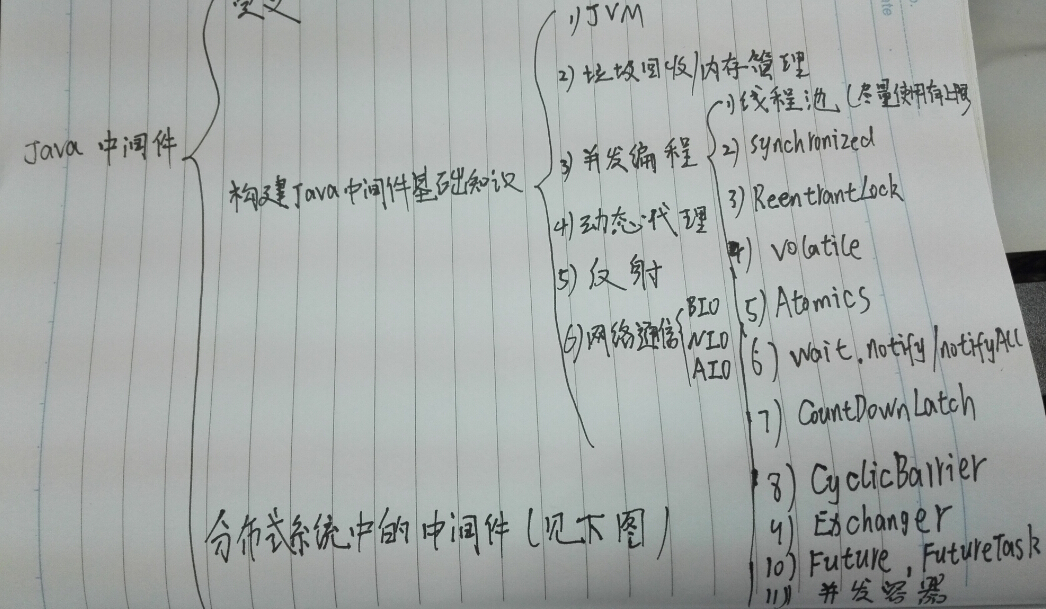 Java 中间件
定义
构建Java中间件基础知识
1) JVM
2) 垃圾回收/内存管理
3) 并发编程
1) 线程池 (尽量使用有上限
2) synchronized
3) ReentrantLock
4) volatile
5) Atomics
6) wait.notify/notifyAll
7) CountDownLatch
8) CyclicBarrier
9) Exchanger
10) Future, FutureTask
11) 并发容器
4) 动态代理
5) 反射
6) 网络通信
BIO
NIO
AIO
分布式系统中的中间件 (见下图)